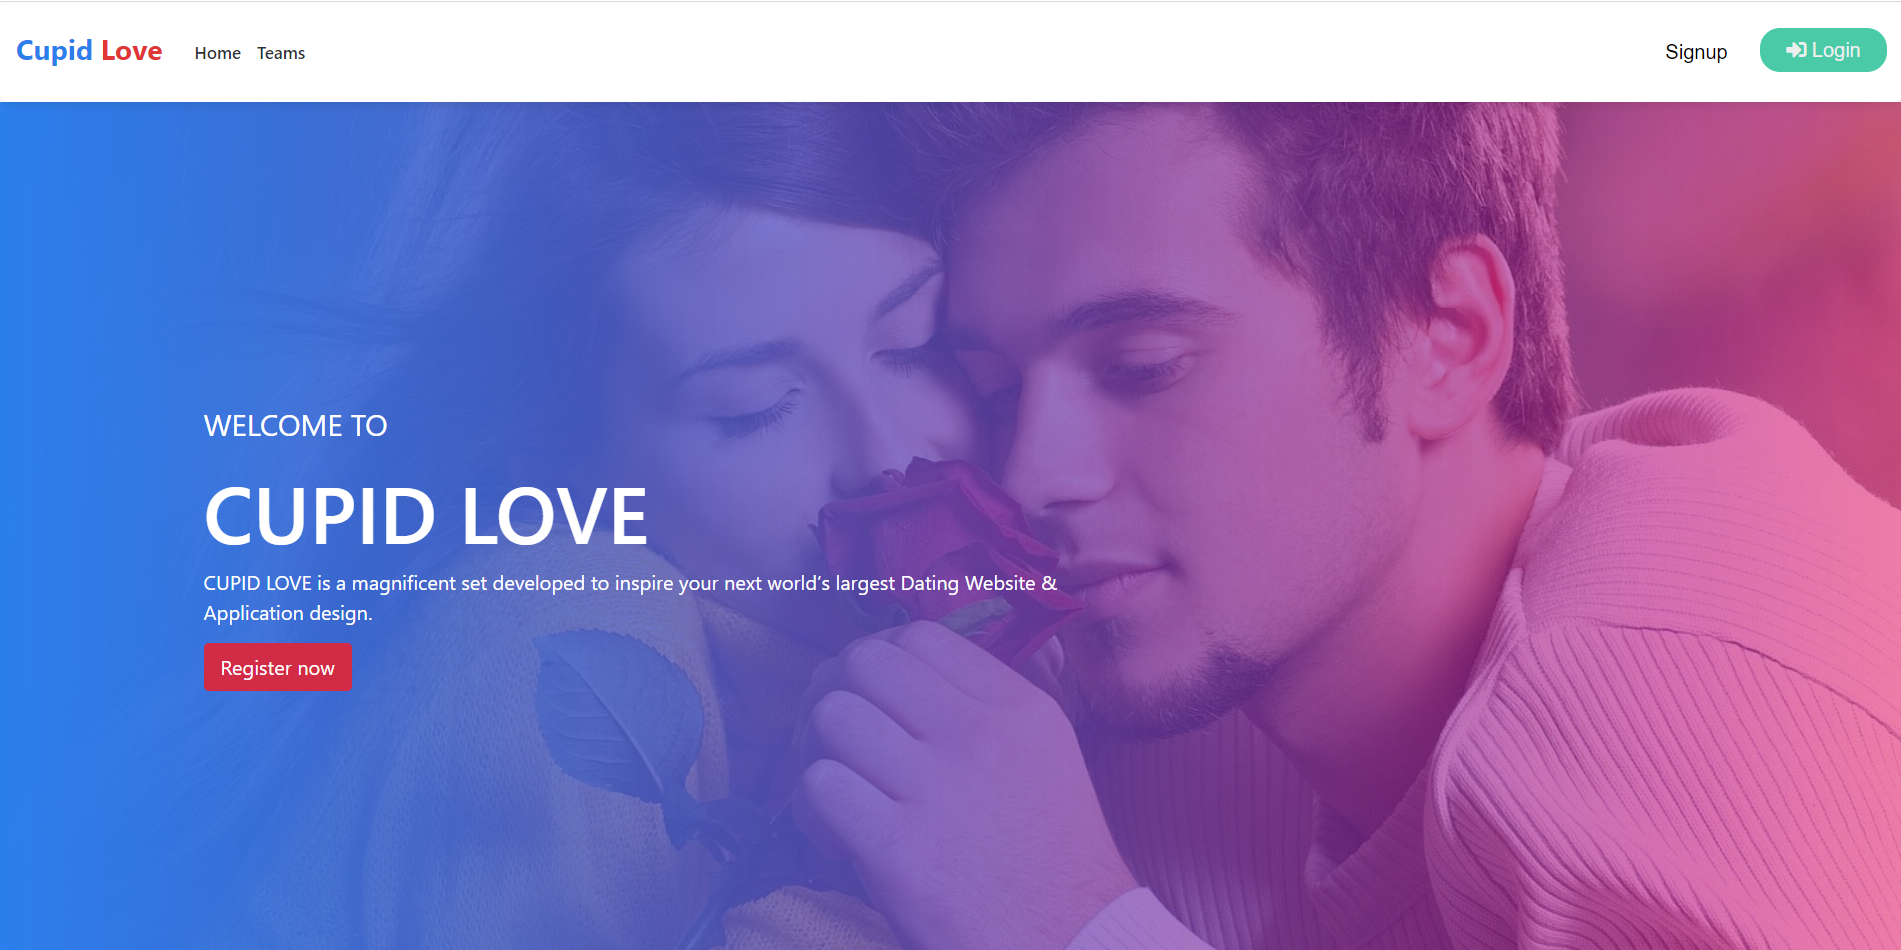 Cupid Love
Home
Teams
Signup
Login
WELCOME TO
CUPID LOVE
CUPID LOVE is a magnificent set developed to inspire your next world’s largest Dating Website &
Application design.
Register now